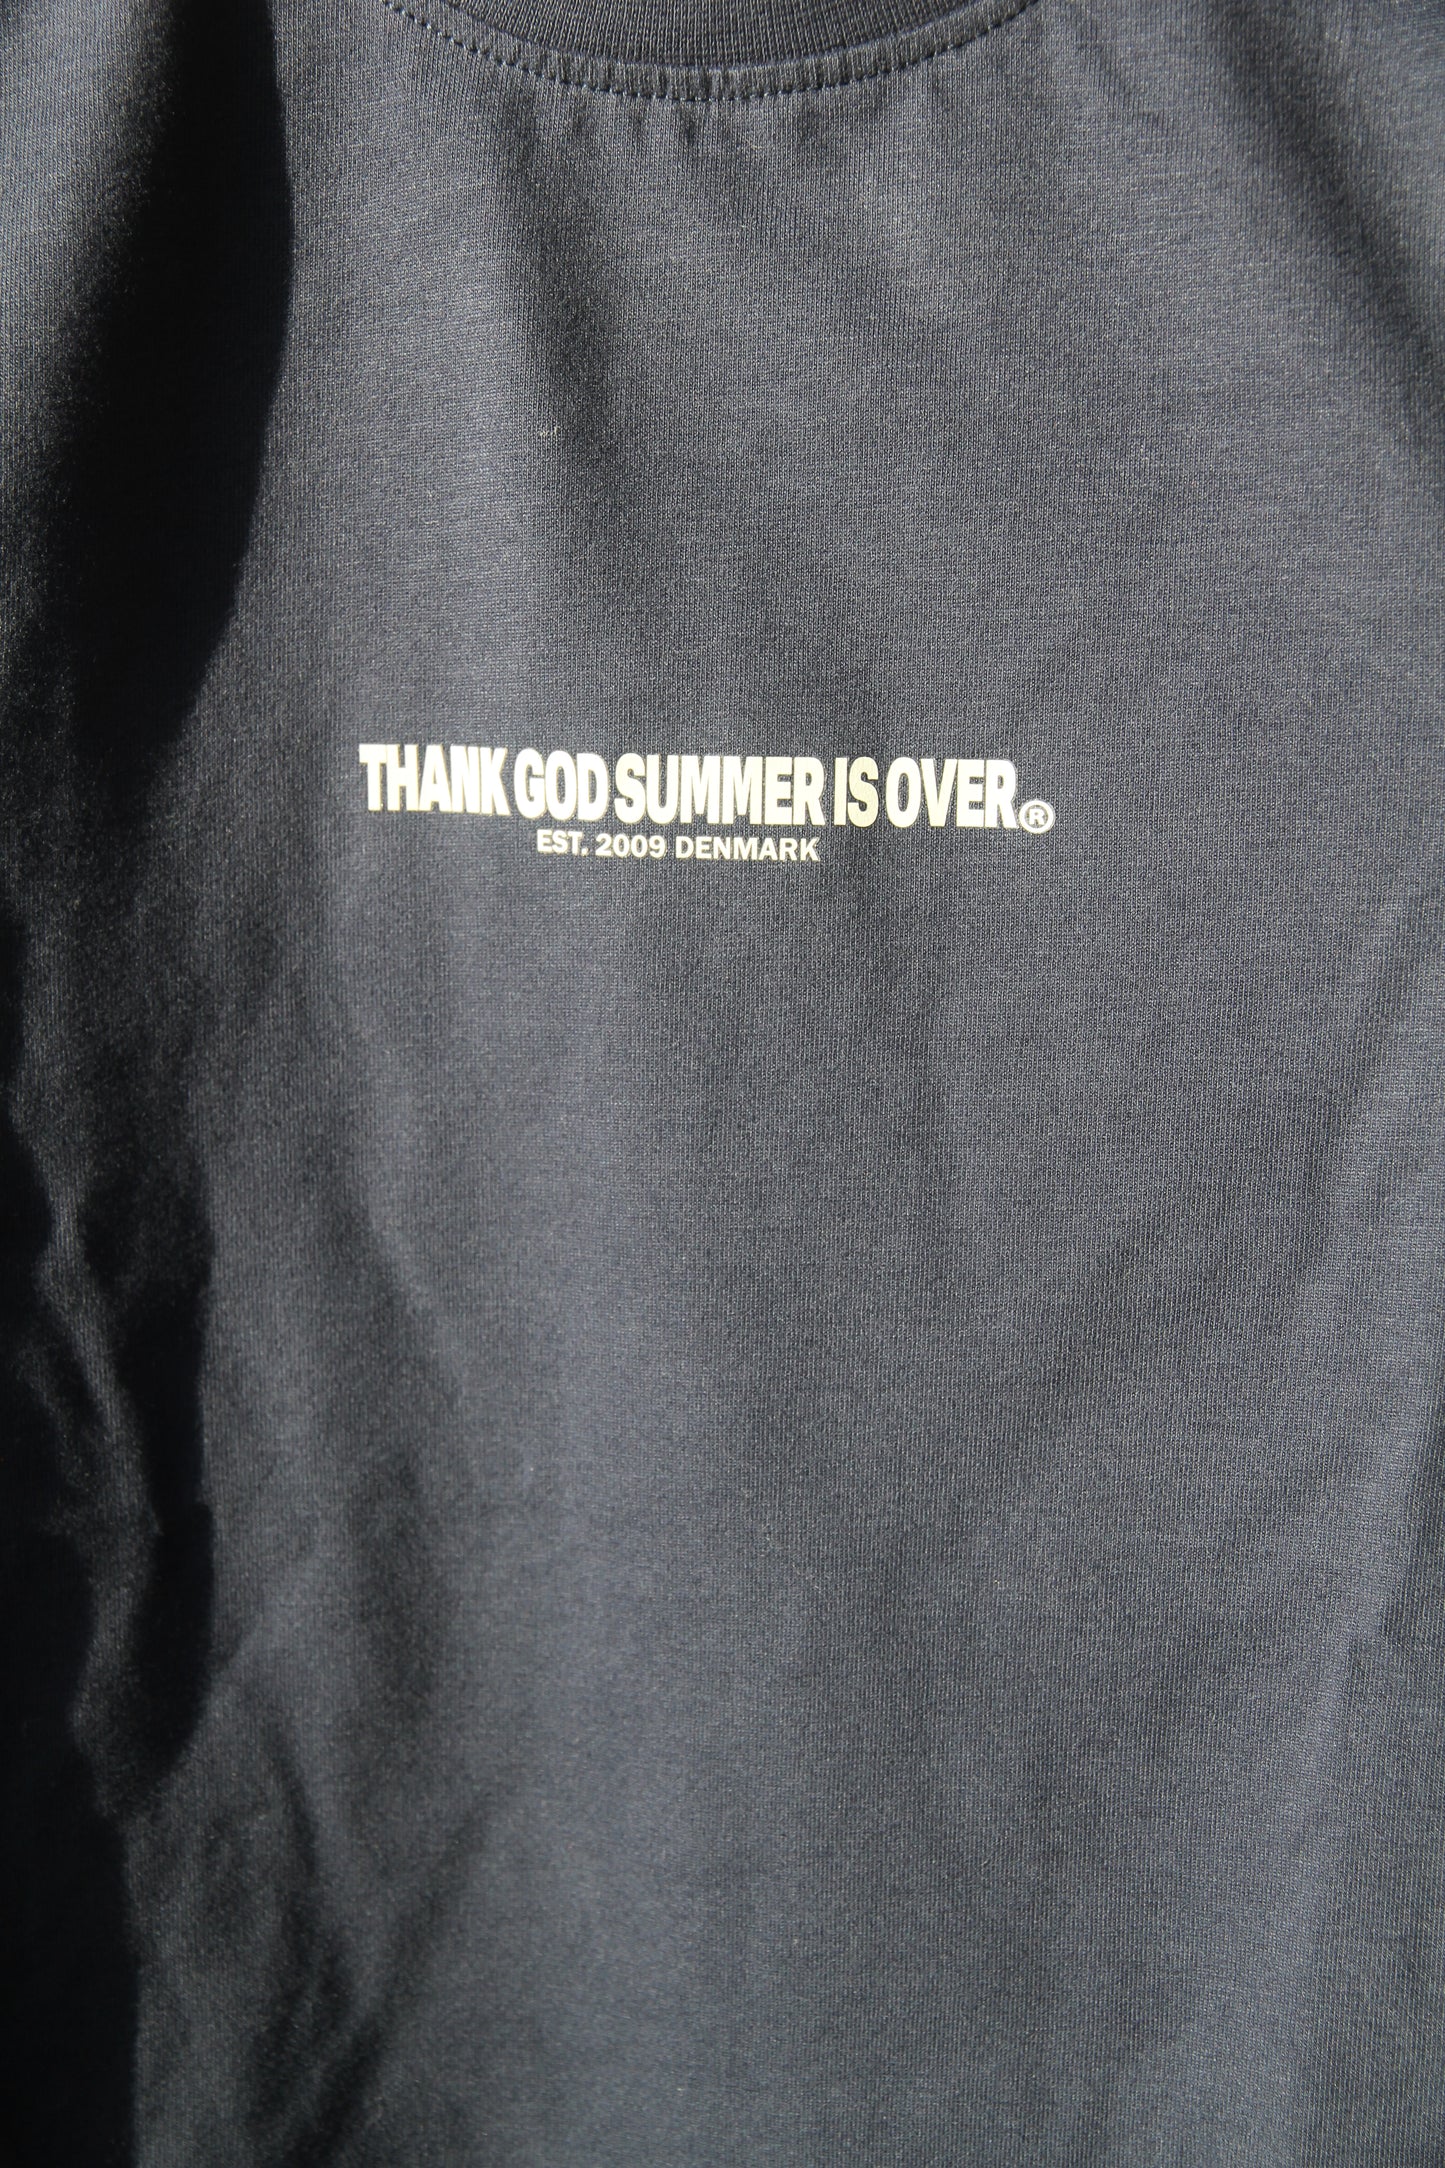 THANK GOD SUMMER IS OVER®
EST. 2009 DENMARK